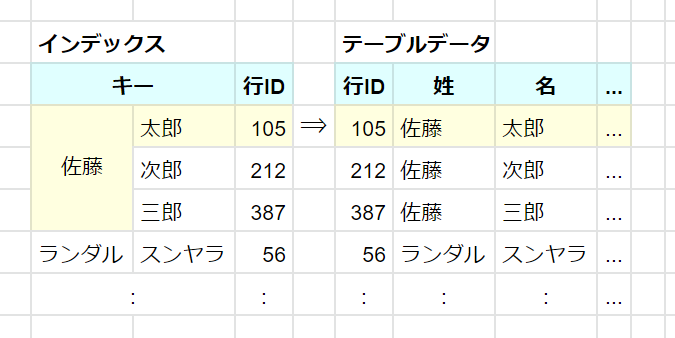 インデックス テーブルデータ
キー 行ID 行ID 姓 名 ...
佐藤 太郎 105 ⇒ 105 佐藤 太郎 ...
次郎 212 212 佐藤 次郎 ...
三郎 387 387 佐藤 三郎 ...
ランダル スンヤラ 56 56 ランダル スンヤラ ...
: : : : : ...